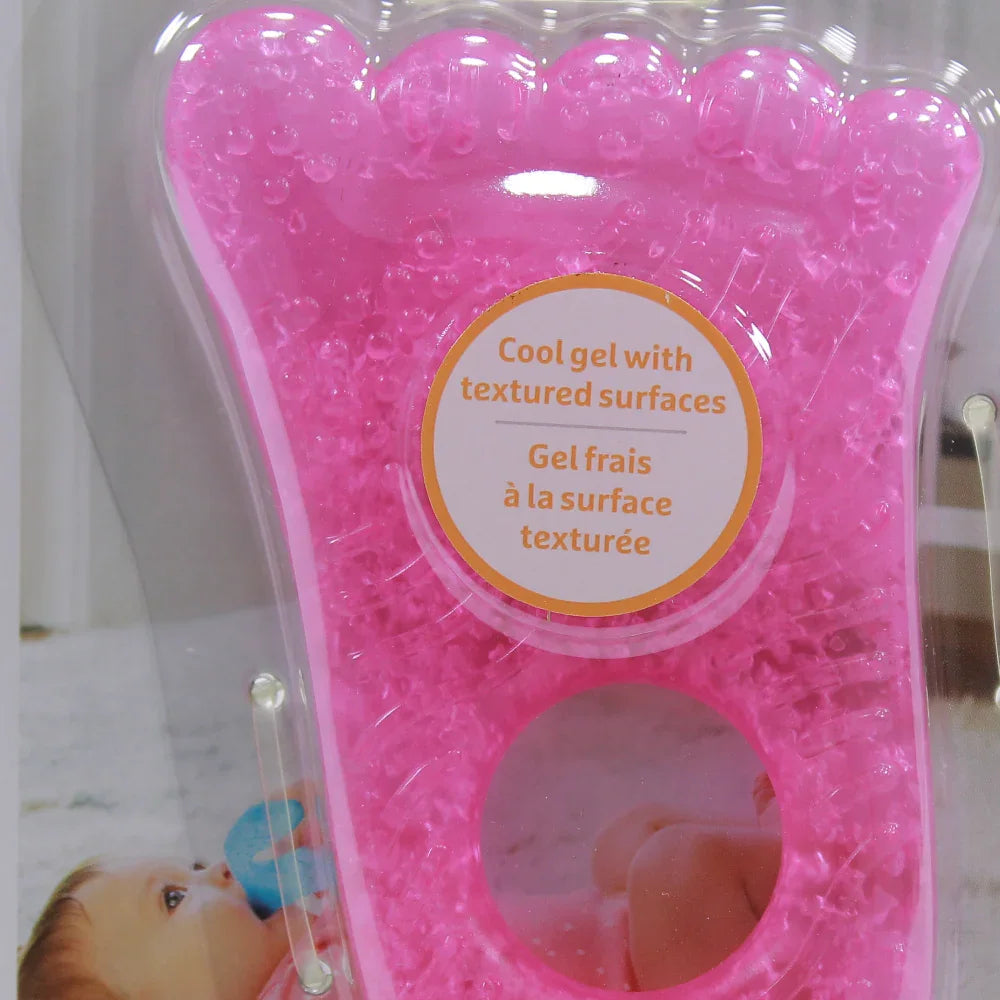 Cool gel with
textured surfaces
Gel frais
à la surface
texturée